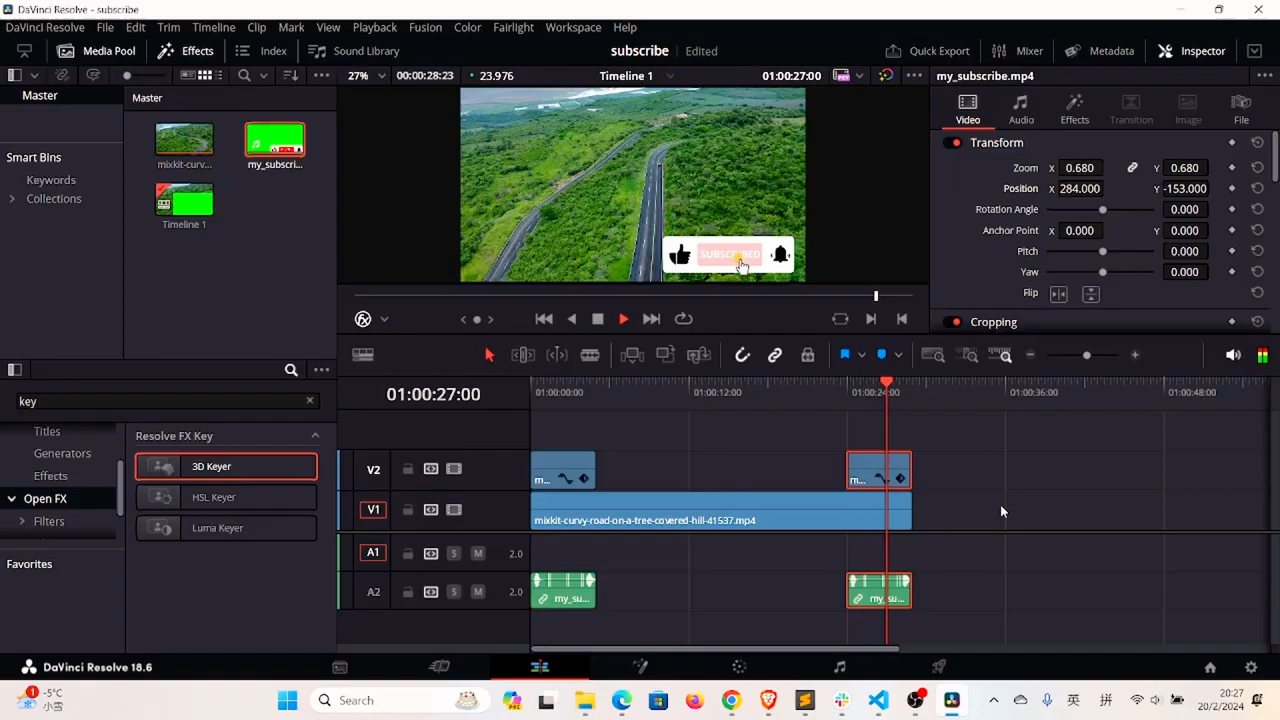 DaVinci Resolve Studio - subscribe
DaVinci Resolve File Edit Trim Timeline Clip Mark View Playback Fusion Color Fairlight Workspace Help
Media Pool Effects Index Sound Library subscribe Edited Quick Export Mixer Metadata Inspector
27% 00:00:28:23 23.976 Timeline 1 01:00:27:00 my_subscribe.mp4
Master Master
Video Audio Effects Transition Image File
Transform
mixkit-curv... my_subscri...
Smart Bins
Keywords
Collections
Timeline 1
Zoom X 0.680 Y 0.680
Position X 284.000 Y -153.000
Rotation Angle 0.000
Anchor Point X 0.000 Y 0.000
Pitch 0.000
Yaw 0.000
Flip
Cropping
SUBSCRIBED
key
Titles
Generators
Effects
Open FX
Filters
Favorites
Resolve FX Key
3D Keyer
HSL Keyer
Luma Keyer
01:00:27:00 01:00:00:00 01:00:12:00 01:00:24:00 01:00:36:00 01:00:48:00
V2 m... m...
V1 mixkit-curvy-road-on-a-tree-covered-hill-41537.mp4
A1 S M 2.0
A2 S M 2.0 my_su... my_su...
DaVinci Resolve 18.6
1 -5°C
小雪
Search
英 拼
20:27
20/2/2024